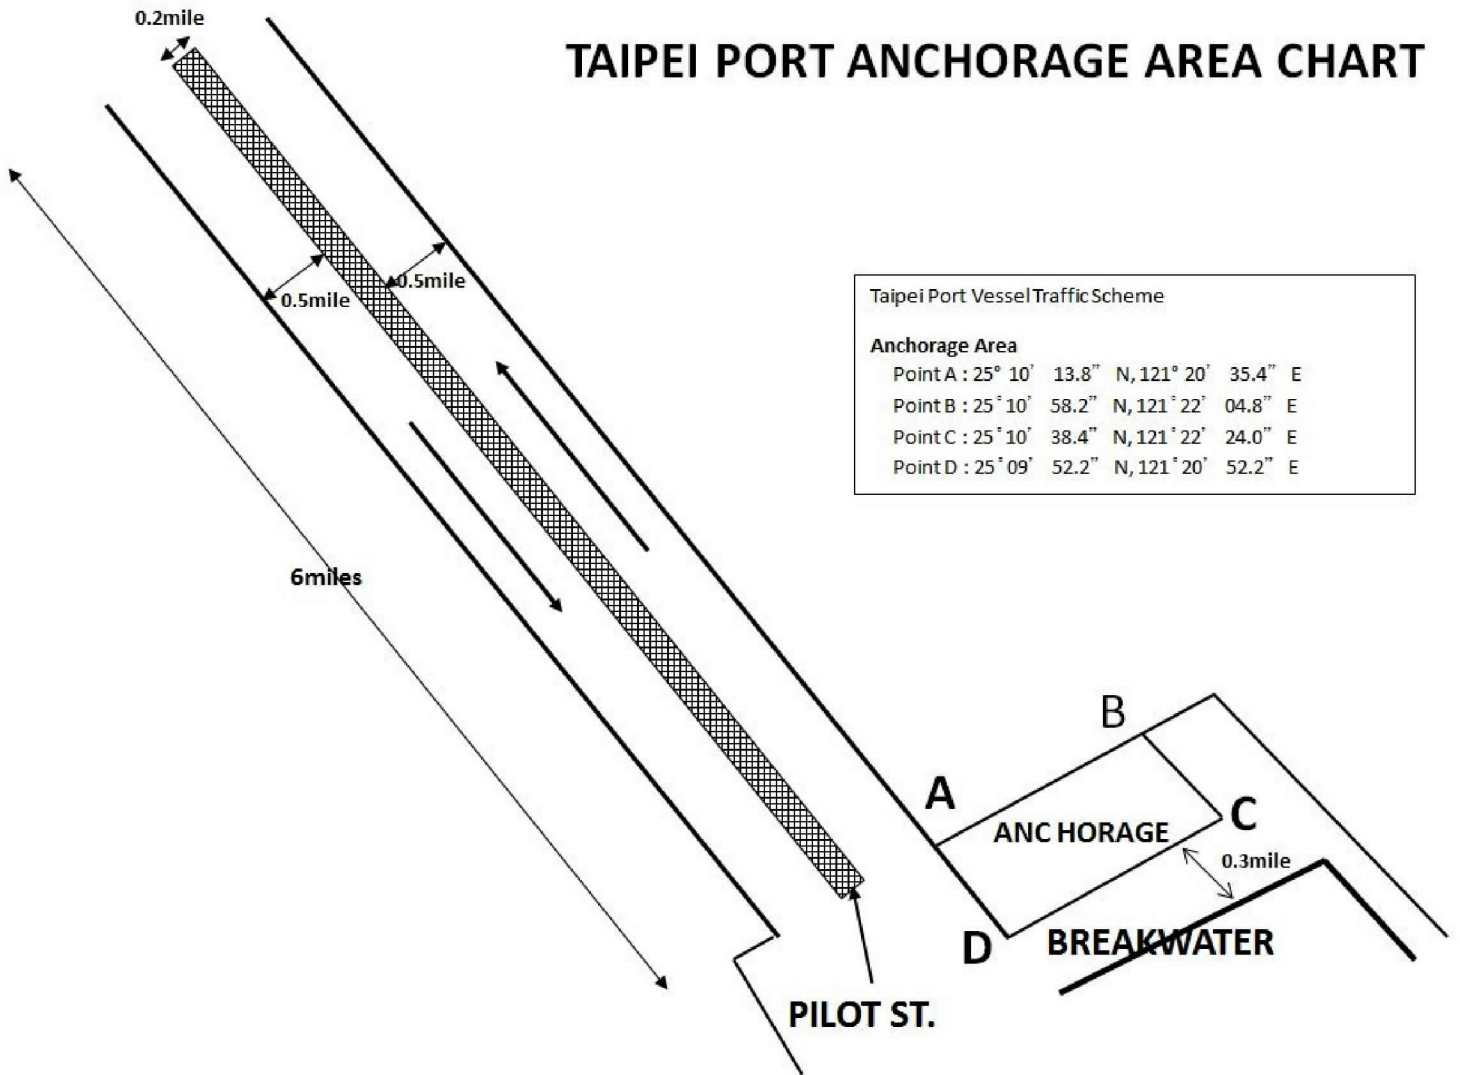 0.2mile
TAIPEI PORT ANCHORAGE AREA CHART
0.5mile
0.5mile
Taipei Port Vessel Traffic Scheme
Anchorage Area
Point A : 25° 10' 13.8" N, 121° 20' 35.4" E
Point B : 25° 10' 58.2" N, 121° 22' 04.8" E
Point C : 25° 10' 38.4" N, 121° 22' 24.0" E
Point D : 25° 09' 52.2" N, 121° 20' 52.2" E
6miles
B
A
C
ANC HORAGE
0.3mile
D
BREAKWATER
PILOT ST.